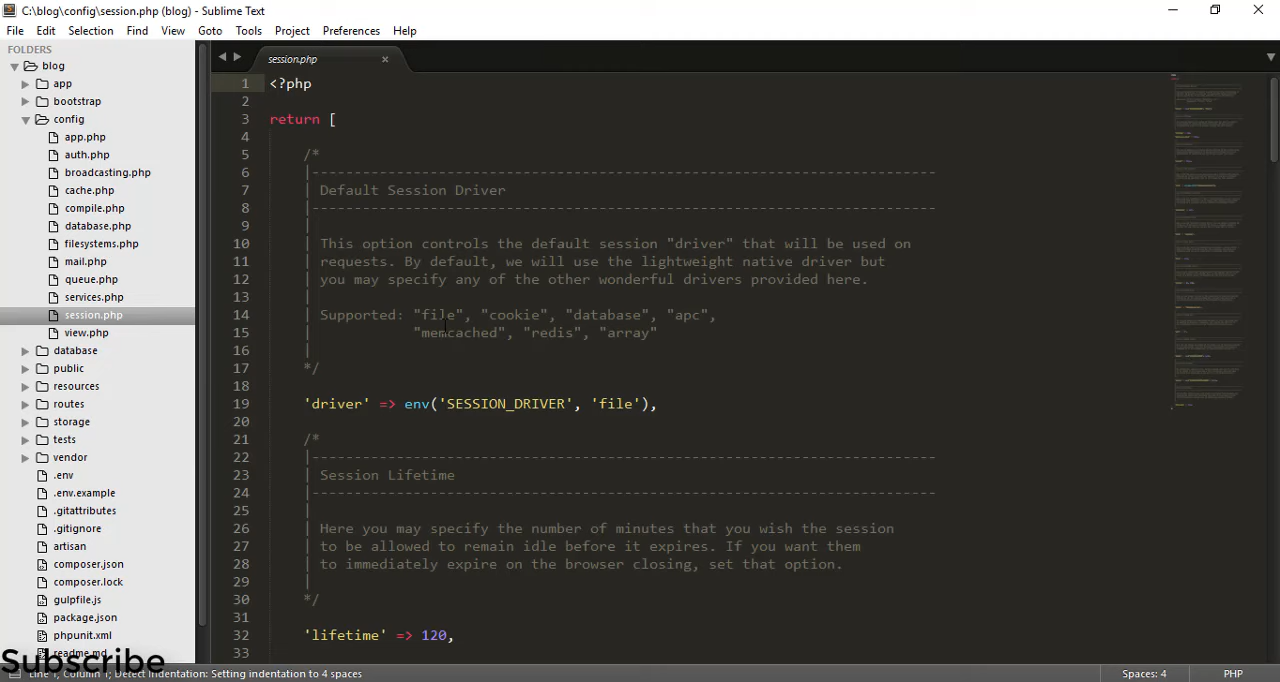 C:\blog\config\session.php (blog) - Sublime Text
File Edit Selection Find View Goto Tools Project Preferences Help
FOLDERS
blog
app
bootstrap
config
app.php
auth.php
broadcasting.php
cache.php
compile.php
database.php
filesystems.php
mail.php
queue.php
services.php
session.php
view.php
database
public
resources
routes
storage
tests
vendor
.env
.env.example
.gitattributes
.gitignore
artisan
composer.json
composer.lock
gulpfile.js
package.json
phpunit.xml
readme.md
Subscribe
session.php ×
1 <?php
2
3 return [
4
5 /*
6 |--------------------------------------------------------------------------
7 | Default Session Driver
8 |--------------------------------------------------------------------------
9 |
10 | This option controls the default session "driver" that will be used on
11 | requests. By default, we will use the lightweight native driver but
12 | you may specify any of the other wonderful drivers provided here.
13 |
14 | Supported: "file", "cookie", "database", "apc",
15 | "memcached", "redis", "array"
16 |
17 */
18
19 'driver' => env('SESSION_DRIVER', 'file'),
20
21 /*
22 |--------------------------------------------------------------------------
23 | Session Lifetime
24 |--------------------------------------------------------------------------
25 |
26 | Here you may specify the number of minutes that you wish the session
27 | to be allowed to remain idle before it expires. If you want them
28 | to immediately expire on the browser closing, set that option.
29 |
30 */
31
32 'lifetime' => 120,
33
Line 1, Column 1; Detect Indentation: Setting indentation to 4 spaces
Spaces: 4
PHP